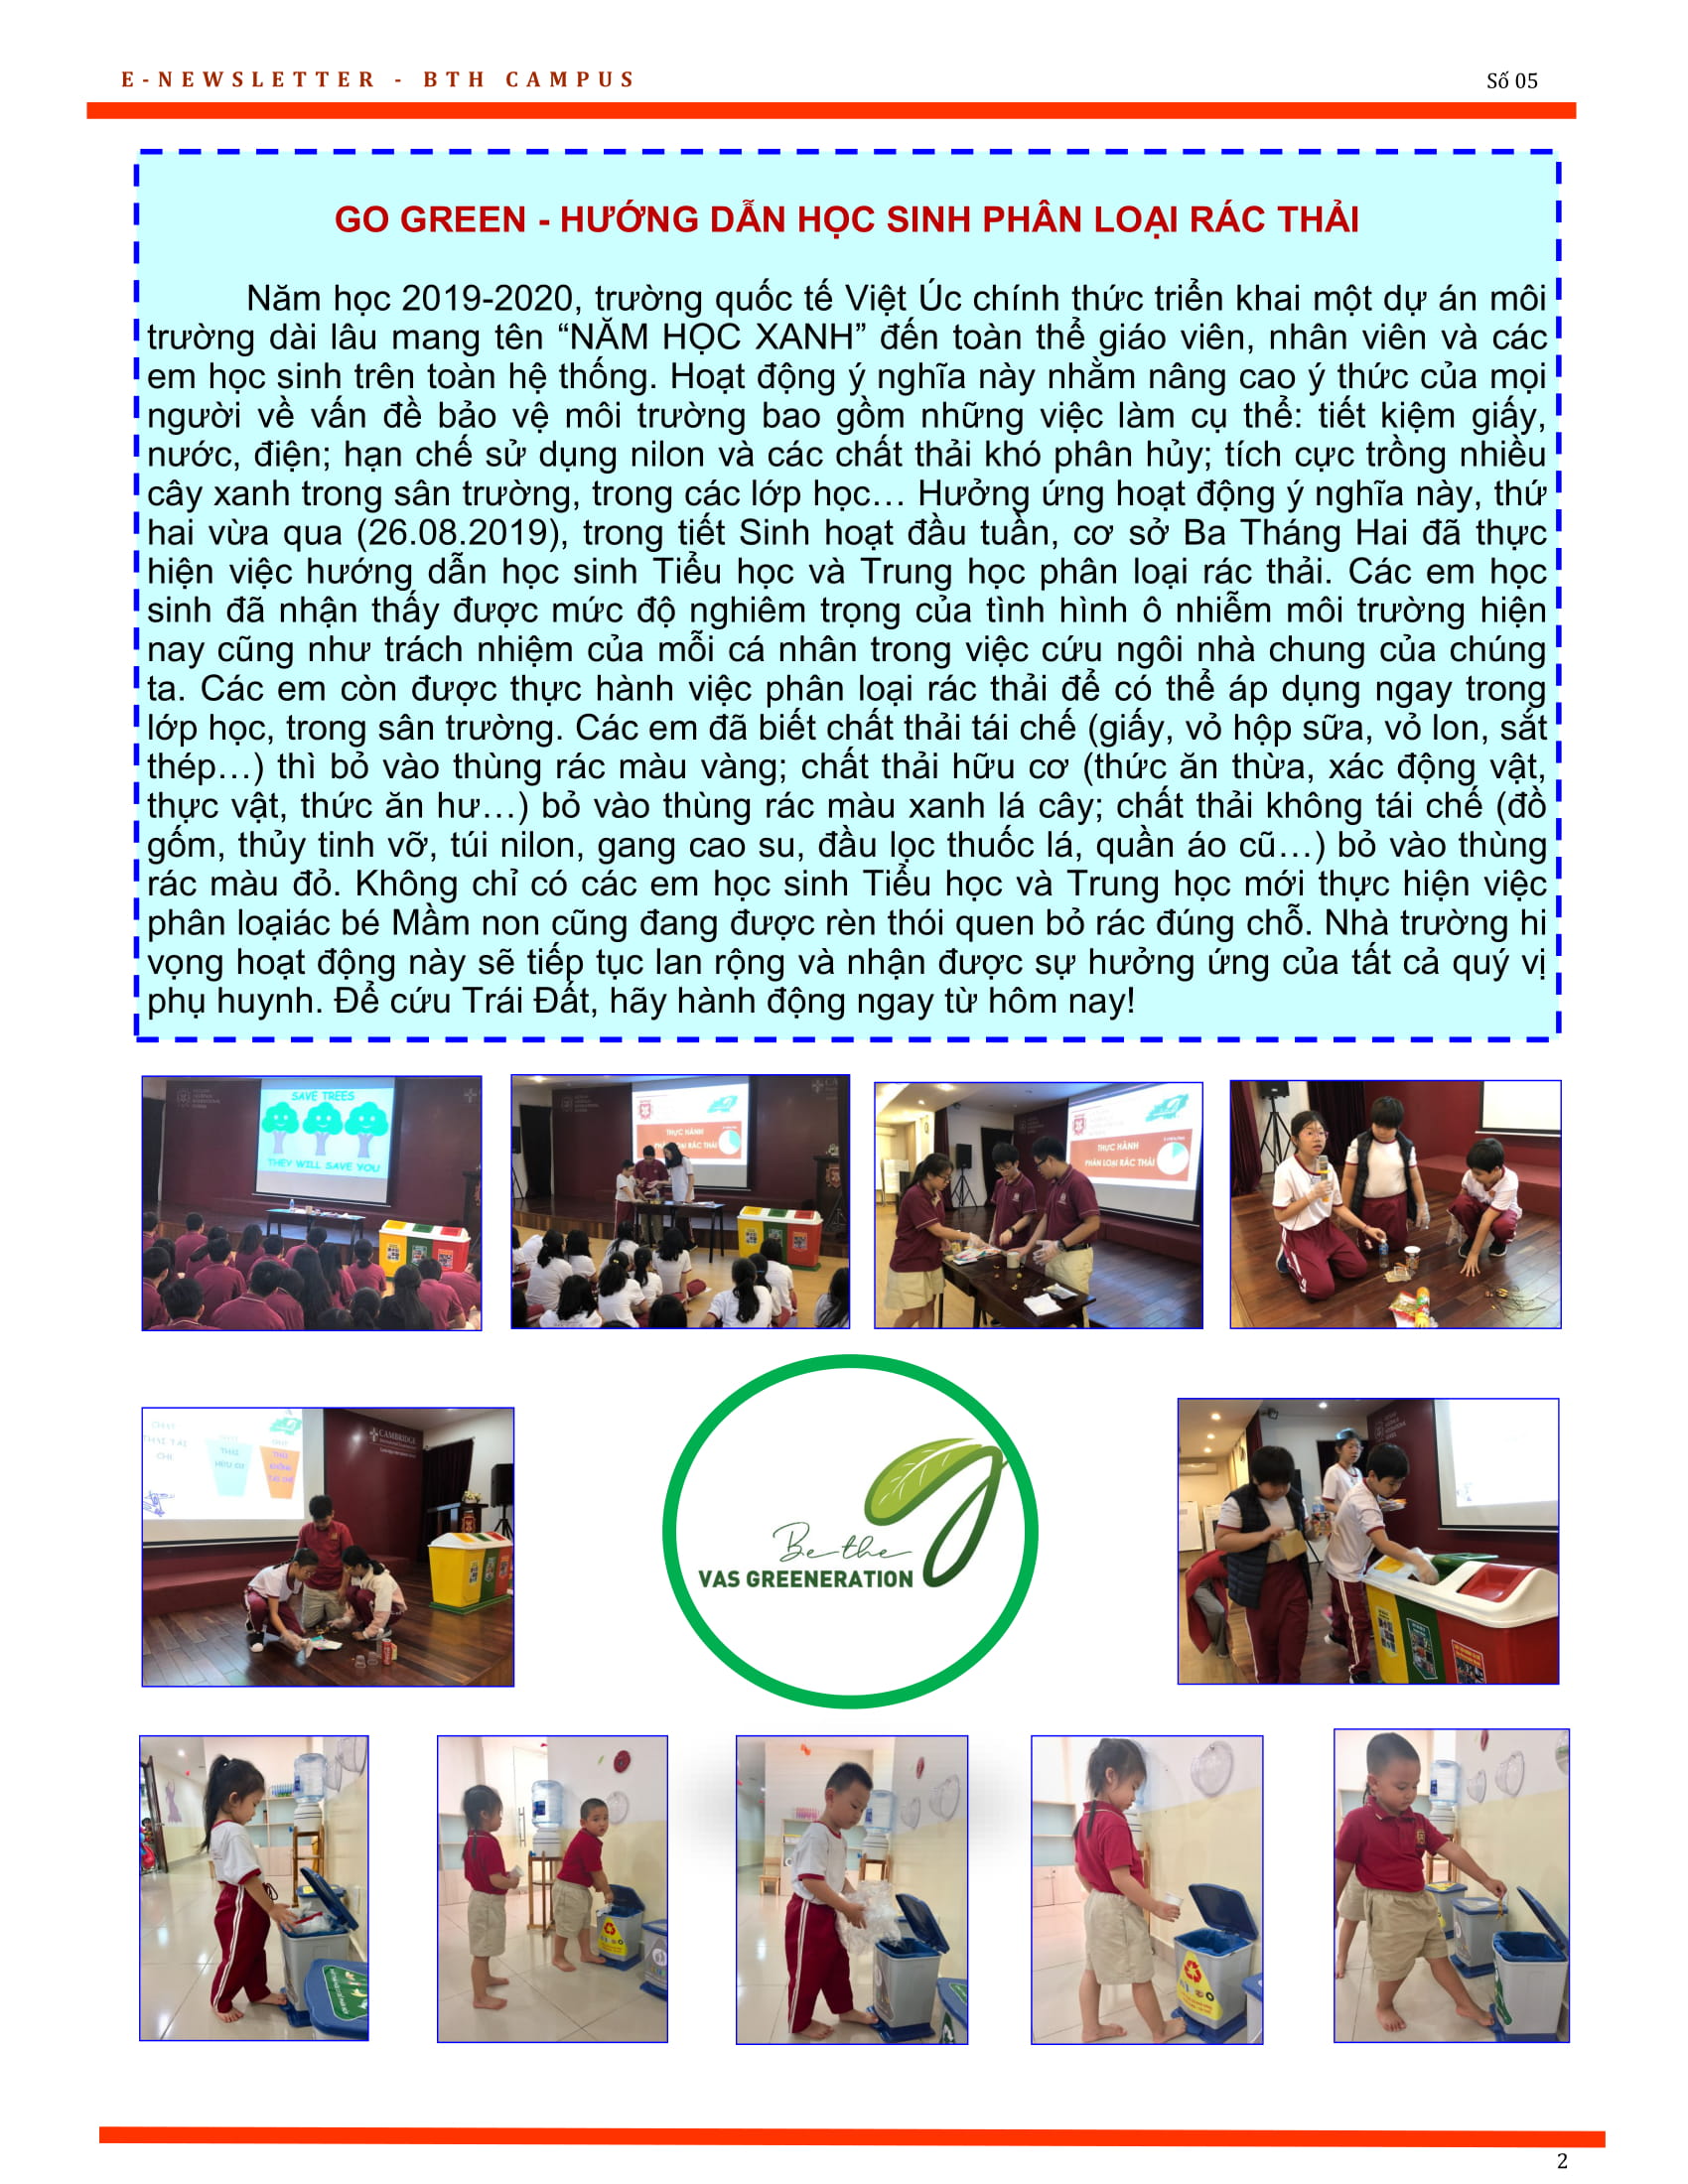 E-NEWSLETTER - BTH CAMPUS
Số 05
GO GREEN - HƯỚNG DẪN HỌC SINH PHÂN LOẠI RÁC THẢI
Năm học 2019-2020, trường quốc tế Việt Úc chính thức triển khai một dự án môi
trường dài lâu mang tên “NĂM HỌC XANH” đến toàn thể giáo viên, nhân viên và các
em học sinh trên toàn hệ thống. Hoạt động ý nghĩa này nhằm nâng cao ý thức của mọi
người về vấn đề bảo vệ môi trường bao gồm những việc làm cụ thể: tiết kiệm giấy,
nước, điện; hạn chế sử dụng nilon và các chất thải khó phân hủy; tích cực trồng nhiều
cây xanh trong sân trường, trong các lớp học… Hưởng ứng hoạt động ý nghĩa này, thứ
hai vừa qua (26.08.2019), trong tiết Sinh hoạt đầu tuần, cơ sở Ba Tháng Hai đã thực
hiện việc hướng dẫn học sinh Tiểu học và Trung học phân loại rác thải. Các em học
sinh đã nhận thấy được mức độ nghiêm trọng của tình hình ô nhiễm môi trường hiện
nay cũng như trách nhiệm của mỗi cá nhân trong việc cứu ngôi nhà chung của chúng
ta. Các em còn được thực hành việc phân loại rác thải để có thể áp dụng ngay trong
lớp học, trong sân trường. Các em đã biết chất thải tái chế (giấy, vỏ hộp sữa, vỏ lon, sắt
thép…) thì bỏ vào thùng rác màu vàng; chất thải hữu cơ (thức ăn thừa, xác động vật,
thực vật, thức ăn hư…) bỏ vào thùng rác màu xanh lá cây; chất thải không tái chế (đồ
gốm, thủy tinh vỡ, túi nilon, gang cao su, đầu lọc thuốc lá, quần áo cũ…) bỏ vào thùng
rác màu đỏ. Không chỉ có các em học sinh Tiểu học và Trung học mới thực hiện việc
phân loạiác bé Mầm non cũng đang được rèn thói quen bỏ rác đúng chỗ. Nhà trường hi
vọng hoạt động này sẽ tiếp tục lan rộng và nhận được sự hưởng ứng của tất cả quý vị
phụ huynh. Để cứu Trái Đất, hãy hành động ngay từ hôm nay!
SAVE TREES
THEY WILL SAVE YOU
THỰC HÀNH
PHÂN LOẠI RÁC THẢI
THỰC HÀNH
PHÂN LOẠI RÁC THẢI
CAMBRIDGE
Be the
VAS GREENERATION
2